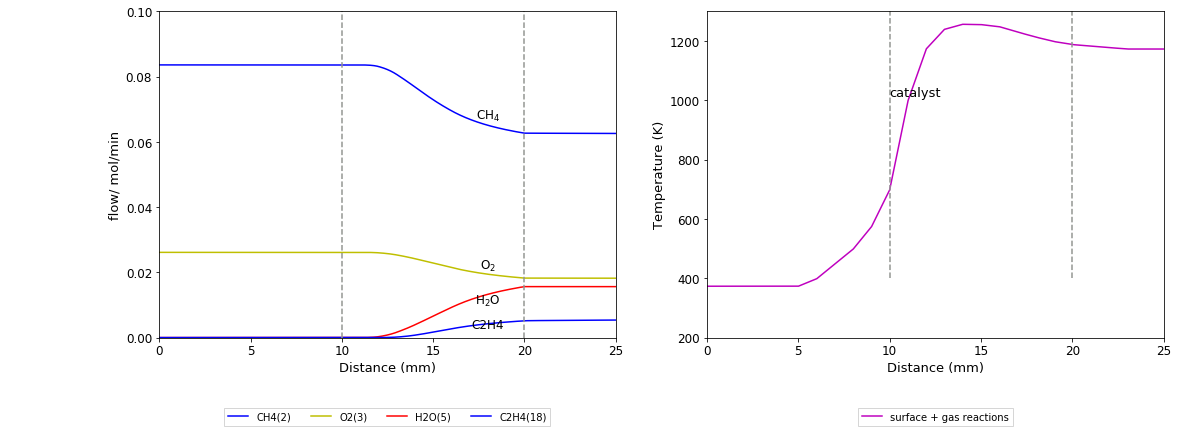 0.10
0.08
0.06
0.04
0.02
0.00
flow/ mol/min
CH₄
O₂
H₂O
C2H4
0 5 10 15 20 25
Distance (mm)
CH4(2) O2(3) H2O(5) C2H4(18)
1200
1000
800
600
400
200
Temperature (K)
catalyst
0 5 10 15 20 25
Distance (mm)
surface + gas reactions